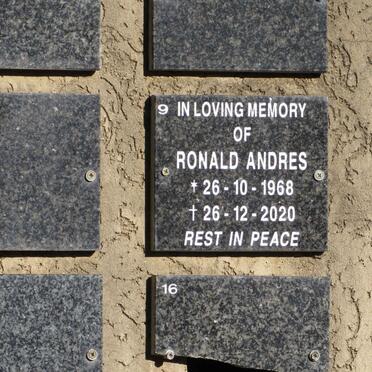 9 IN LOVING MEMORY
OF
RONALD ANDRES
* 26 - 10 - 1968
† 26 - 12 - 2020
REST IN PEACE
16